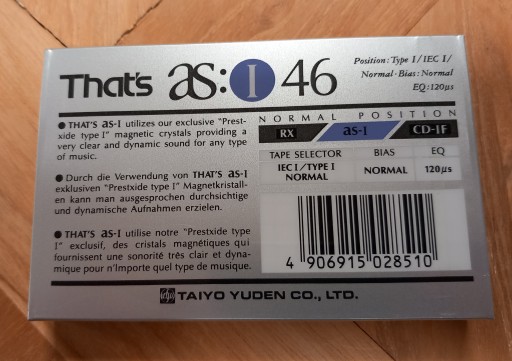 That's as:I 46
Position: Type I/IEC I/
Normal·Bias: Normal
EQ:120µs
● THAT'S as-I utilizes our exclusive "Prest-
xide type I" magnetic crystals providing a
very clear and dynamic sound for any type
of music.
● Durch die Verwendung von THAT'S as-I
exklusiven "Prestxide type I" Magnetkristall-
en kann man ausgesprochen durchsichtige
und dynamische Aufnahmen erzielen.
● THAT'S as-I utilise notre "Prestxide type
I" exclusif, des cristals magnétiques qui
fournissent une sonorité très clair et dyna-
mique pour n'Importe quel type de musique.
NORMAL POSITION
RX as-I CD-IF
TAPE SELECTOR BIAS EQ
IEC I/TYPE I NORMAL 120µs
NORMAL
4 906915 028510
TAIYO YUDEN CO., LTD.